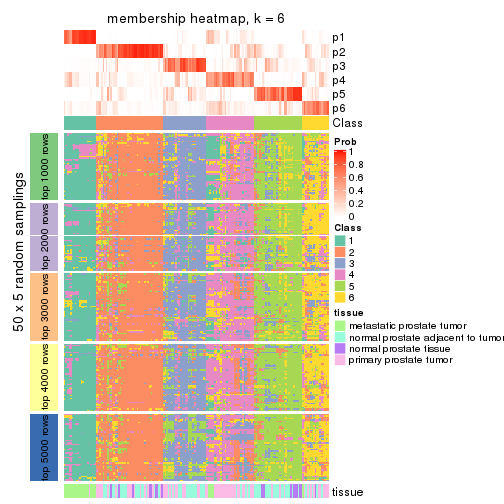 membership heatmap, k = 6
p1
p2
p3
p4
p5
p6
Class
50 x 5 random samplings
top 1000 rows
top 2000 rows
top 3000 rows
top 4000 rows
top 5000 rows
Prob
1
0.8
0.6
0.4
0.2
0
Class
1
2
3
4
5
6
tissue
metastatic prostate tumor
normal prostate adjacent to tumor
normal prostate tissue
primary prostate tumor
tissue